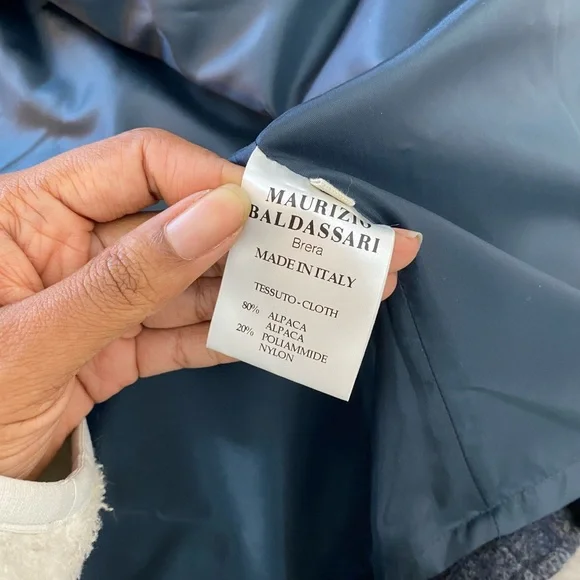 MAURIZIO
BALDASSARI
Brera
MADE IN ITALY
TESSUTO-CLOTH
80% ALPACA
ALPACA
20% POLIAMMIDE
NYLON